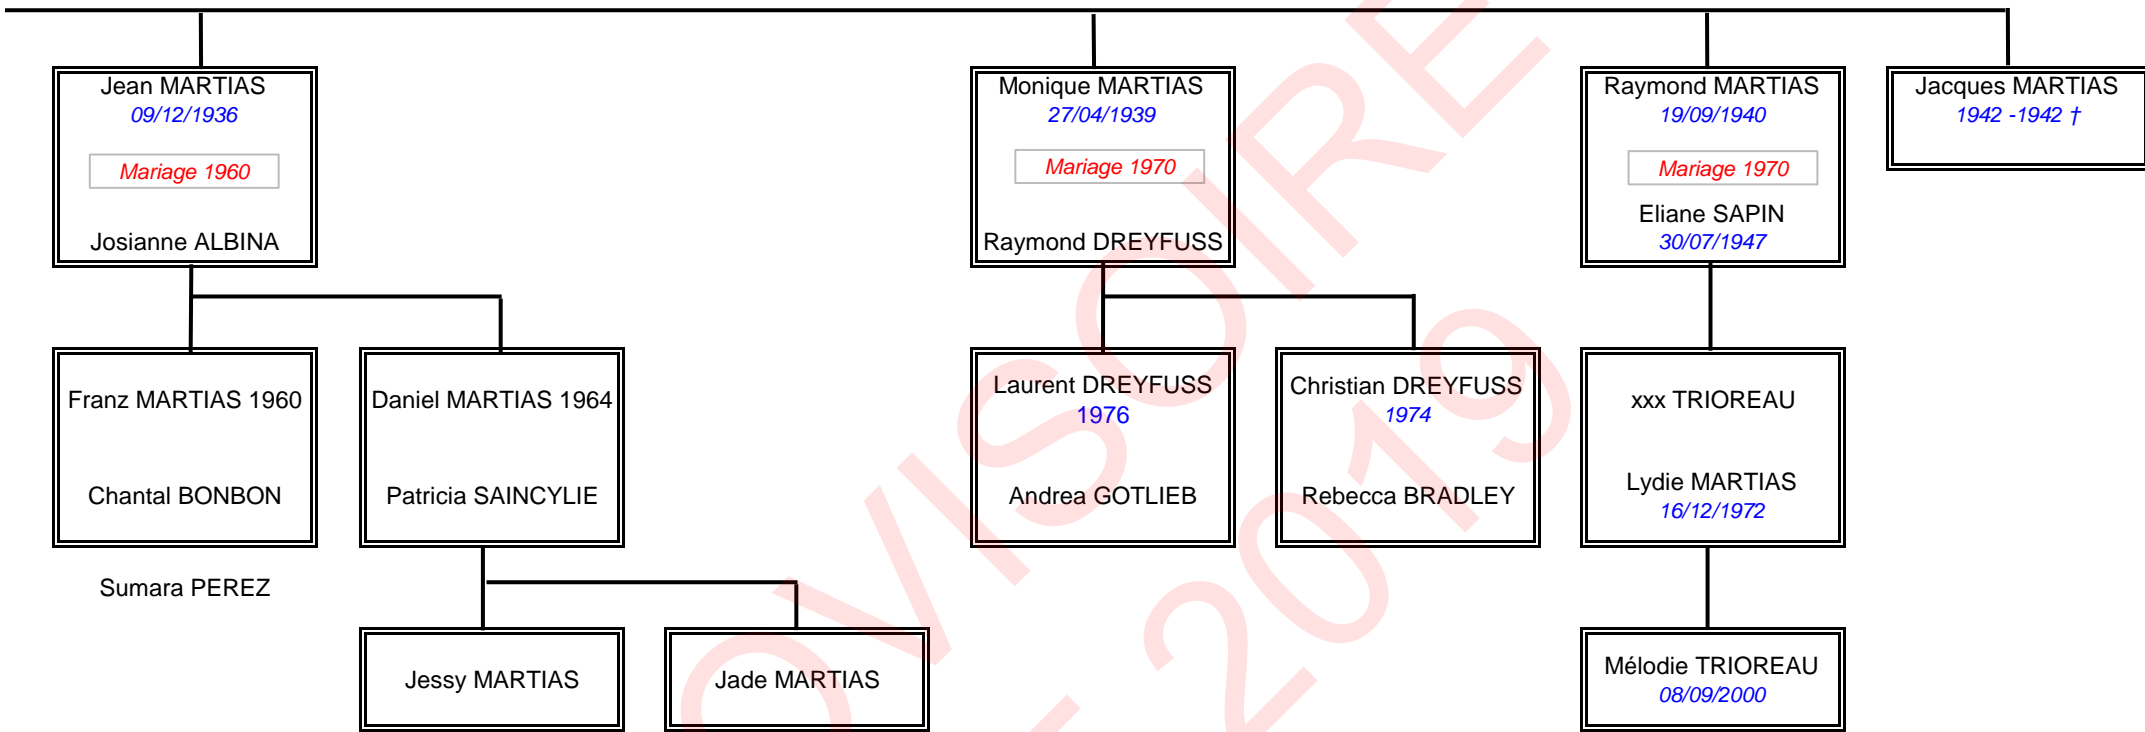 Jean MARTIAS
09/12/1936
Mariage 1960
Josianne ALBINA
Monique MARTIAS
27/04/1939
Mariage 1970
Raymond DREYFUSS
Raymond MARTIAS
19/09/1940
Mariage 1970
Eliane SAPIN
30/07/1947
Jacques MARTIAS
1942 -1942 †
Franz MARTIAS 1960
Chantal BONBON
Sumara PEREZ
Daniel MARTIAS 1964
Patricia SAINCYLIE
Laurent DREYFUSS
1976
Andrea GOTLIEB
Christian DREYFUSS
1974
Rebecca BRADLEY
xxx TRIOREAU
Lydie MARTIAS
16/12/1972
Jessy MARTIAS
Jade MARTIAS
Mélodie TRIOREAU
08/09/2000
OVISOIRE
2019